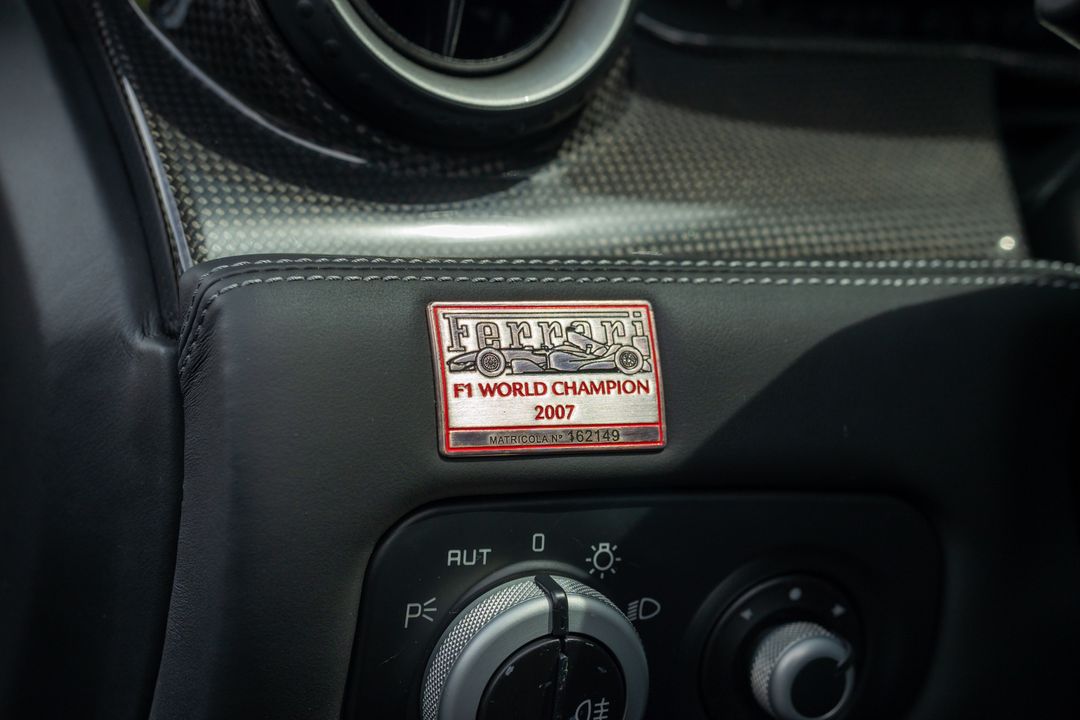 Ferrari
F1 WORLD CHAMPION
2007
MATRICOLA Nº 162149
AUT 0
P